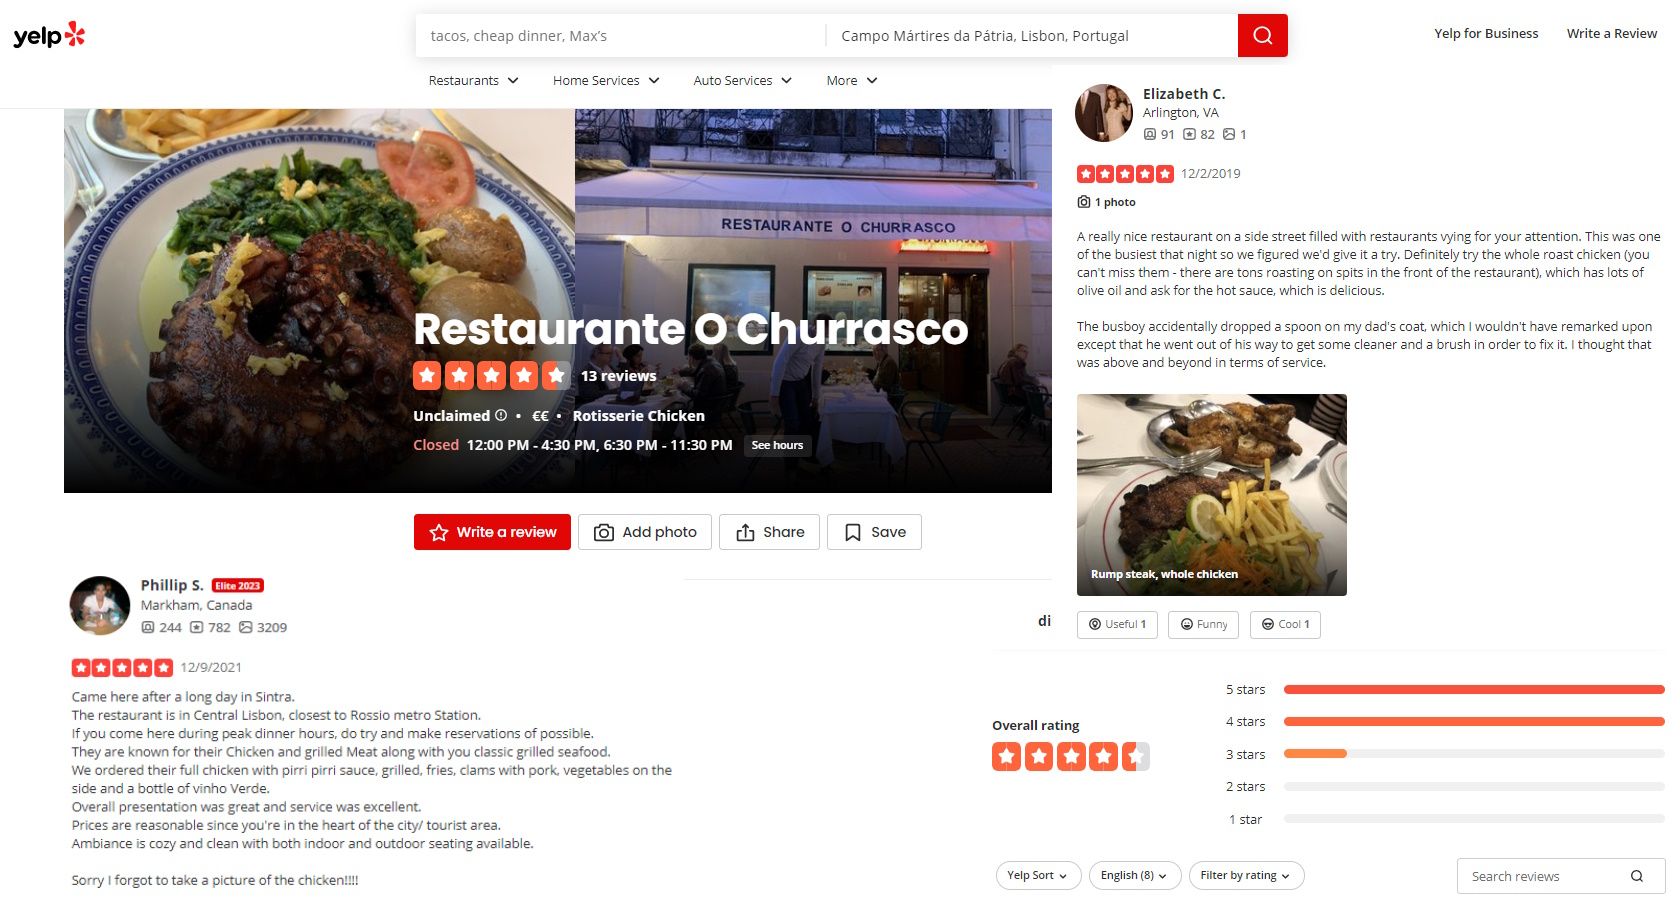 yelp
tacos, cheap dinner, Max’s
Campo Mártires da Pátria, Lisbon, Portugal
Yelp for Business
Write a Review
Restaurants
Home Services
Auto Services
More
RESTAURANTE O CHURRASCO
Restaurante O Churrasco
13 reviews
Unclaimed • €€ • Rotisserie Chicken
Closed 12:00 PM - 4:30 PM, 6:30 PM - 11:30 PM See hours
Write a review
Add photo
Share
Save
Phillip S. Elite 2023
Markham, Canada
244 782 3209
12/9/2021
Came here after a long day in Sintra.
The restaurant is in Central Lisbon, closest to Rossio metro Station.
If you come here during peak dinner hours, do try and make reservations of possible.
They are known for their Chicken and grilled Meat along with you classic grilled seafood.
We ordered their full chicken with pirri pirri sauce, grilled, fries, clams with pork, vegetables on the
side and a bottle of vinho Verde.
Overall presentation was great and service was excellent.
Prices are reasonable since you're in the heart of the city/ tourist area.
Ambiance is cozy and clean with both indoor and outdoor seating available.
Sorry I forgot to take a picture of the chicken!!!!
di
Elizabeth C.
Arlington, VA
91 82 1
12/2/2019
1 photo
A really nice restaurant on a side street filled with restaurants vying for your attention. This was one
of the busiest that night so we figured we'd give it a try. Definitely try the whole roast chicken (you
can't miss them - there are tons roasting on spits in the front of the restaurant), which has lots of
olive oil and ask for the hot sauce, which is delicious.
The busboy accidentally dropped a spoon on my dad's coat, which I wouldn't have remarked upon
except that he went out of his way to get some cleaner and a brush in order to fix it. I thought that
was above and beyond in terms of service.
Rump steak, whole chicken
Useful 1
Funny
Cool 1
Overall rating
5 stars
4 stars
3 stars
2 stars
1 star
Yelp Sort
English (8)
Filter by rating
Search reviews